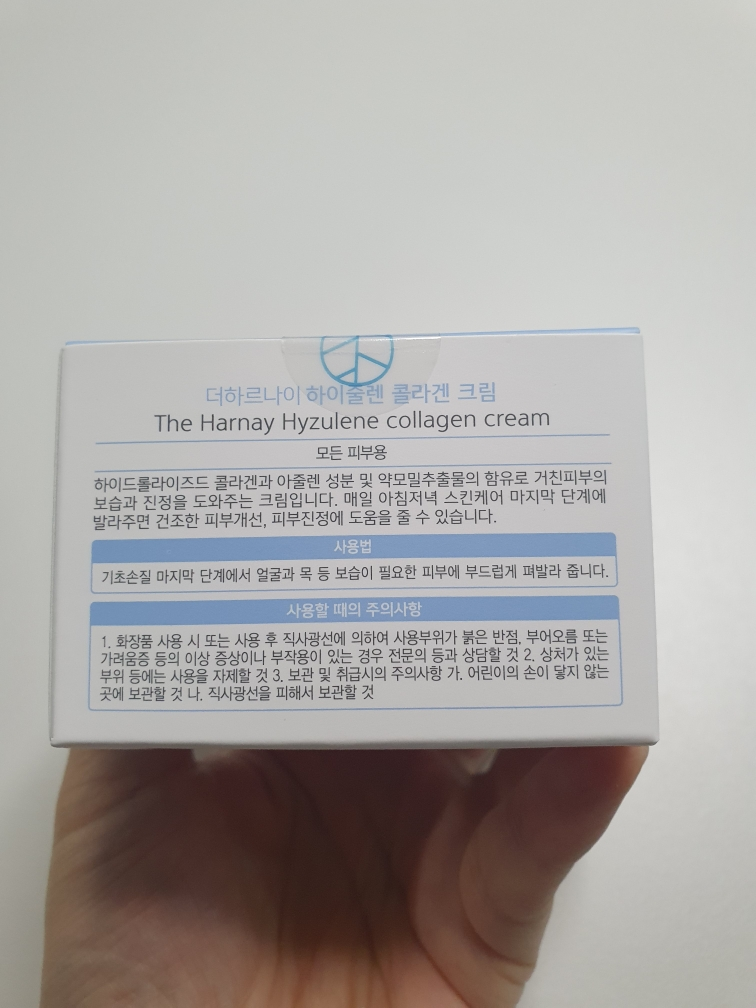 더하르나이 하이줄렌 콜라겐 크림
The Harnay Hyzulene collagen cream
모든 피부용
하이드롤라이즈드 콜라겐과 아줄렌 성분 및 약모밀추출물의 함유로 거친피부의
보습과 진정을 도와주는 크림입니다. 매일 아침저녁 스킨케어 마지막 단계에
발라주면 건조한 피부개선, 피부진정에 도움을 줄 수 있습니다.
사용법
기초손질 마지막 단계에서 얼굴과 목 등 보습이 필요한 피부에 부드럽게 펴발라 줍니다.
사용할 때의 주의사항
1. 화장품 사용 시 또는 사용 후 직사광선에 의하여 사용부위가 붉은 반점, 부어오름 또는
가려움증 등의 이상 증상이나 부작용이 있는 경우 전문의 등과 상담할 것 2. 상처가 있는
부위 등에는 사용을 자제할 것 3. 보관 및 취급시의 주의사항 가. 어린이의 손이 닿지 않는
곳에 보관할 것 나. 직사광선을 피해서 보관할 것